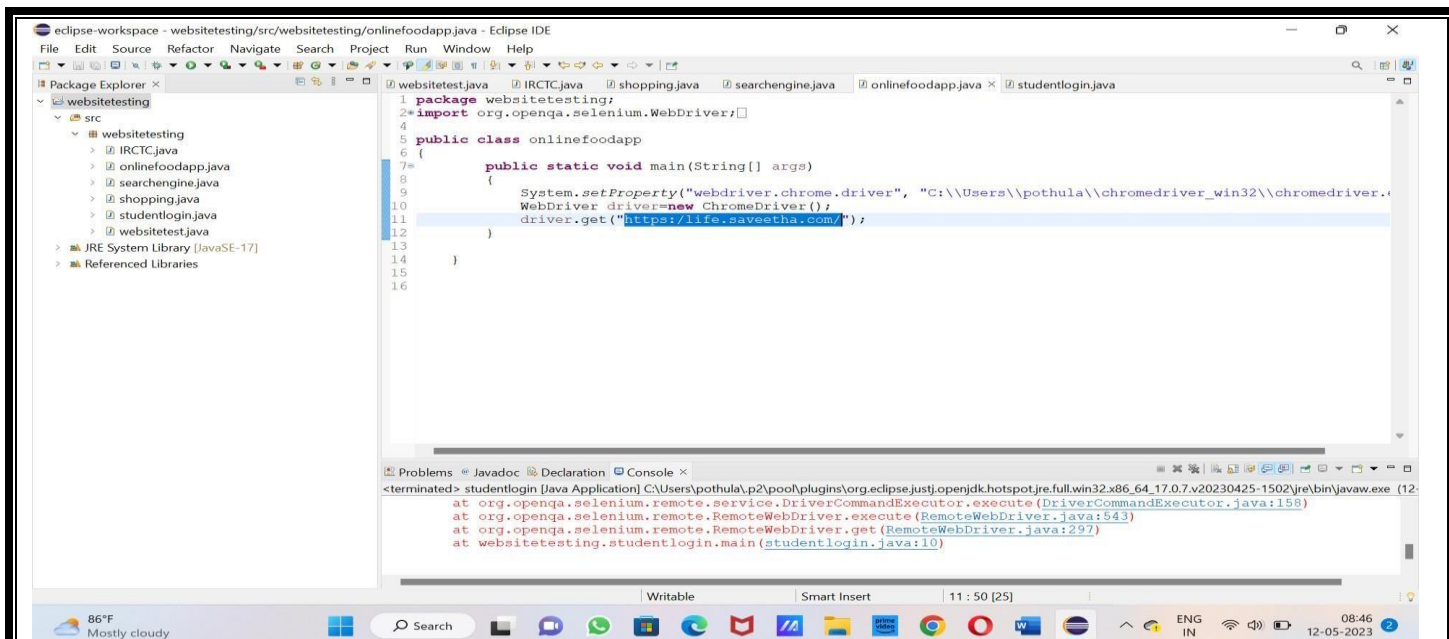 eclipse-workspace - websitetesting/src/websitetesting/onlinefoodapp.java - Eclipse IDE
File Edit Source Refactor Navigate Search Project Run Window Help
Package Explorer
websitetest.java IRCTC.java shopping.java searchengine.java onlinefoodapp.java studentlogin.java
websitetesting
src
websitetesting
IRCTC.java
onlinefoodapp.java
searchengine.java
shopping.java
studentlogin.java
websitetest.java
JRE System Library [JavaSE-17]
Referenced Libraries
1 package websitetesting;
2 import org.openqa.selenium.WebDriver;
4
5 public class onlinefoodapp
6 {
7 public static void main(String[] args)
8 {
9 System.setProperty("webdriver.chrome.driver", "C:\\Users\\pothula\\chromedriver_win32\\chromedriver.
10 WebDriver driver=new ChromeDriver();
11 driver.get("https:/life.saveetha.com/");
12 }
13
14 }
15
16
Problems Javadoc Declaration Console
<terminated> studentlogin [Java Application] C:\Users\pothula\.p2\pool\plugins\org.eclipse.justj.openjdk.hotspot.jre.full.win32.x86_64_17.0.7.v20230425-1502\jre\bin\javaw.exe (12-
at org.openqa.selenium.remote.service.DriverCommandExecutor.execute(DriverCommandExecutor.java:158)
at org.openqa.selenium.remote.RemoteWebDriver.execute(RemoteWebDriver.java:543)
at org.openqa.selenium.remote.RemoteWebDriver.get(RemoteWebDriver.java:297)
at websitetesting.studentlogin.main(studentlogin.java:10)
Writable Smart Insert 11 : 50 [25]
86°F
Mostly cloudy
Search
prime video
ENG
IN
08:46
12-05-2023
2